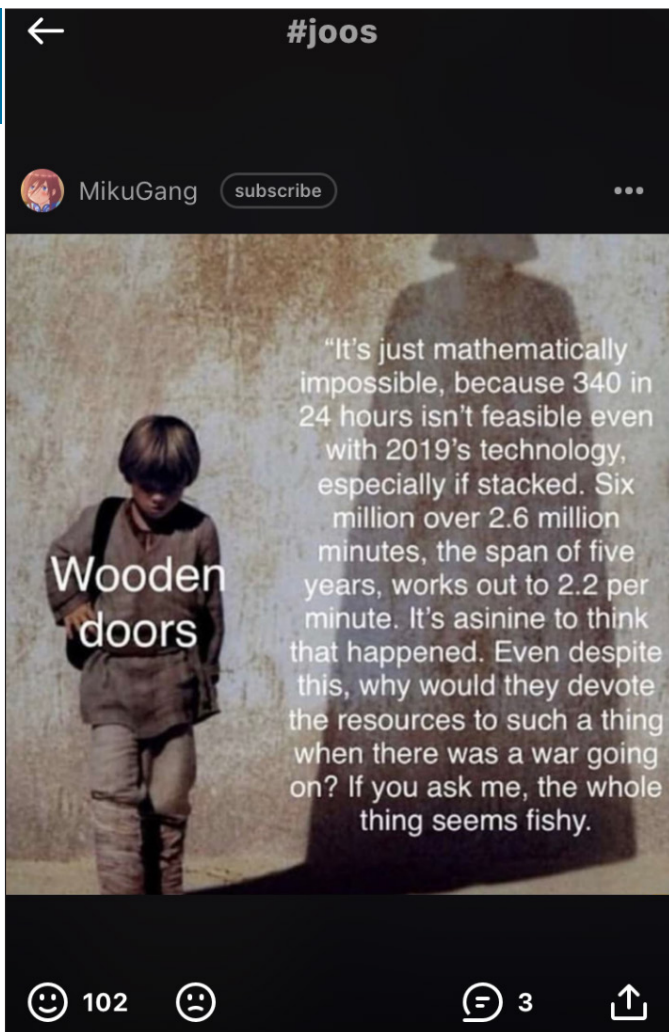 #joos
MikuGang
subscribe
“It’s just mathematically
impossible, because 340 in
24 hours isn’t feasible even
with 2019’s technology,
especially if stacked. Six
million over 2.6 million
minutes, the span of five
years, works out to 2.2 per
minute. It’s asinine to think
that happened. Even despite
this, why would they devote
the resources to such a thing
when there was a war going
on? If you ask me, the whole
thing seems fishy.
Wooden
doors
102
3